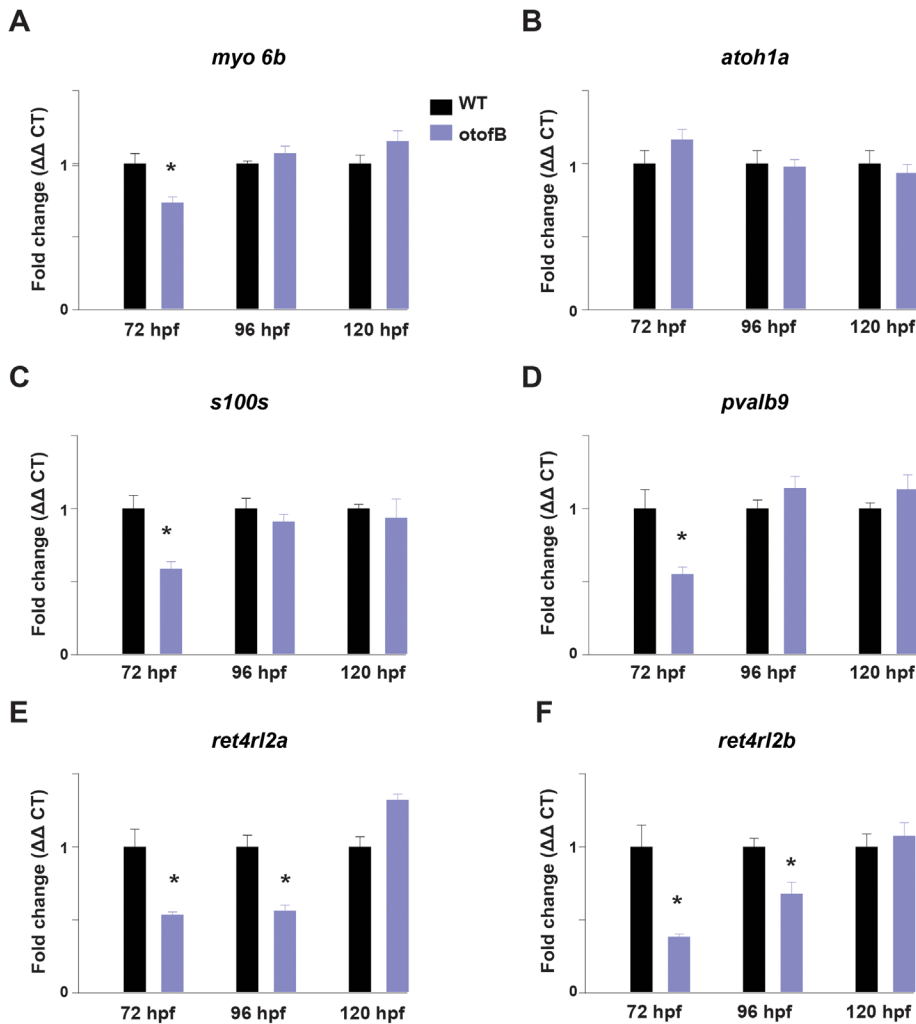 A
B
myo 6b
atoh1a
WT
otofB
Fold change (ΔΔ CT)
1
0
72 hpf
96 hpf
120 hpf
*
Fold change (ΔΔ CT)
1
0
72 hpf
96 hpf
120 hpf
C
D
s100s
pvalb9
Fold change (ΔΔ CT)
1
0
72 hpf
96 hpf
120 hpf
*
Fold change (ΔΔ CT)
1
0
72 hpf
96 hpf
120 hpf
*
E
F
ret4rl2a
ret4rl2b
Fold change (ΔΔ CT)
1
0
72 hpf
96 hpf
120 hpf
*
*
Fold change (ΔΔ CT)
1
0
72 hpf
96 hpf
120 hpf
*
*